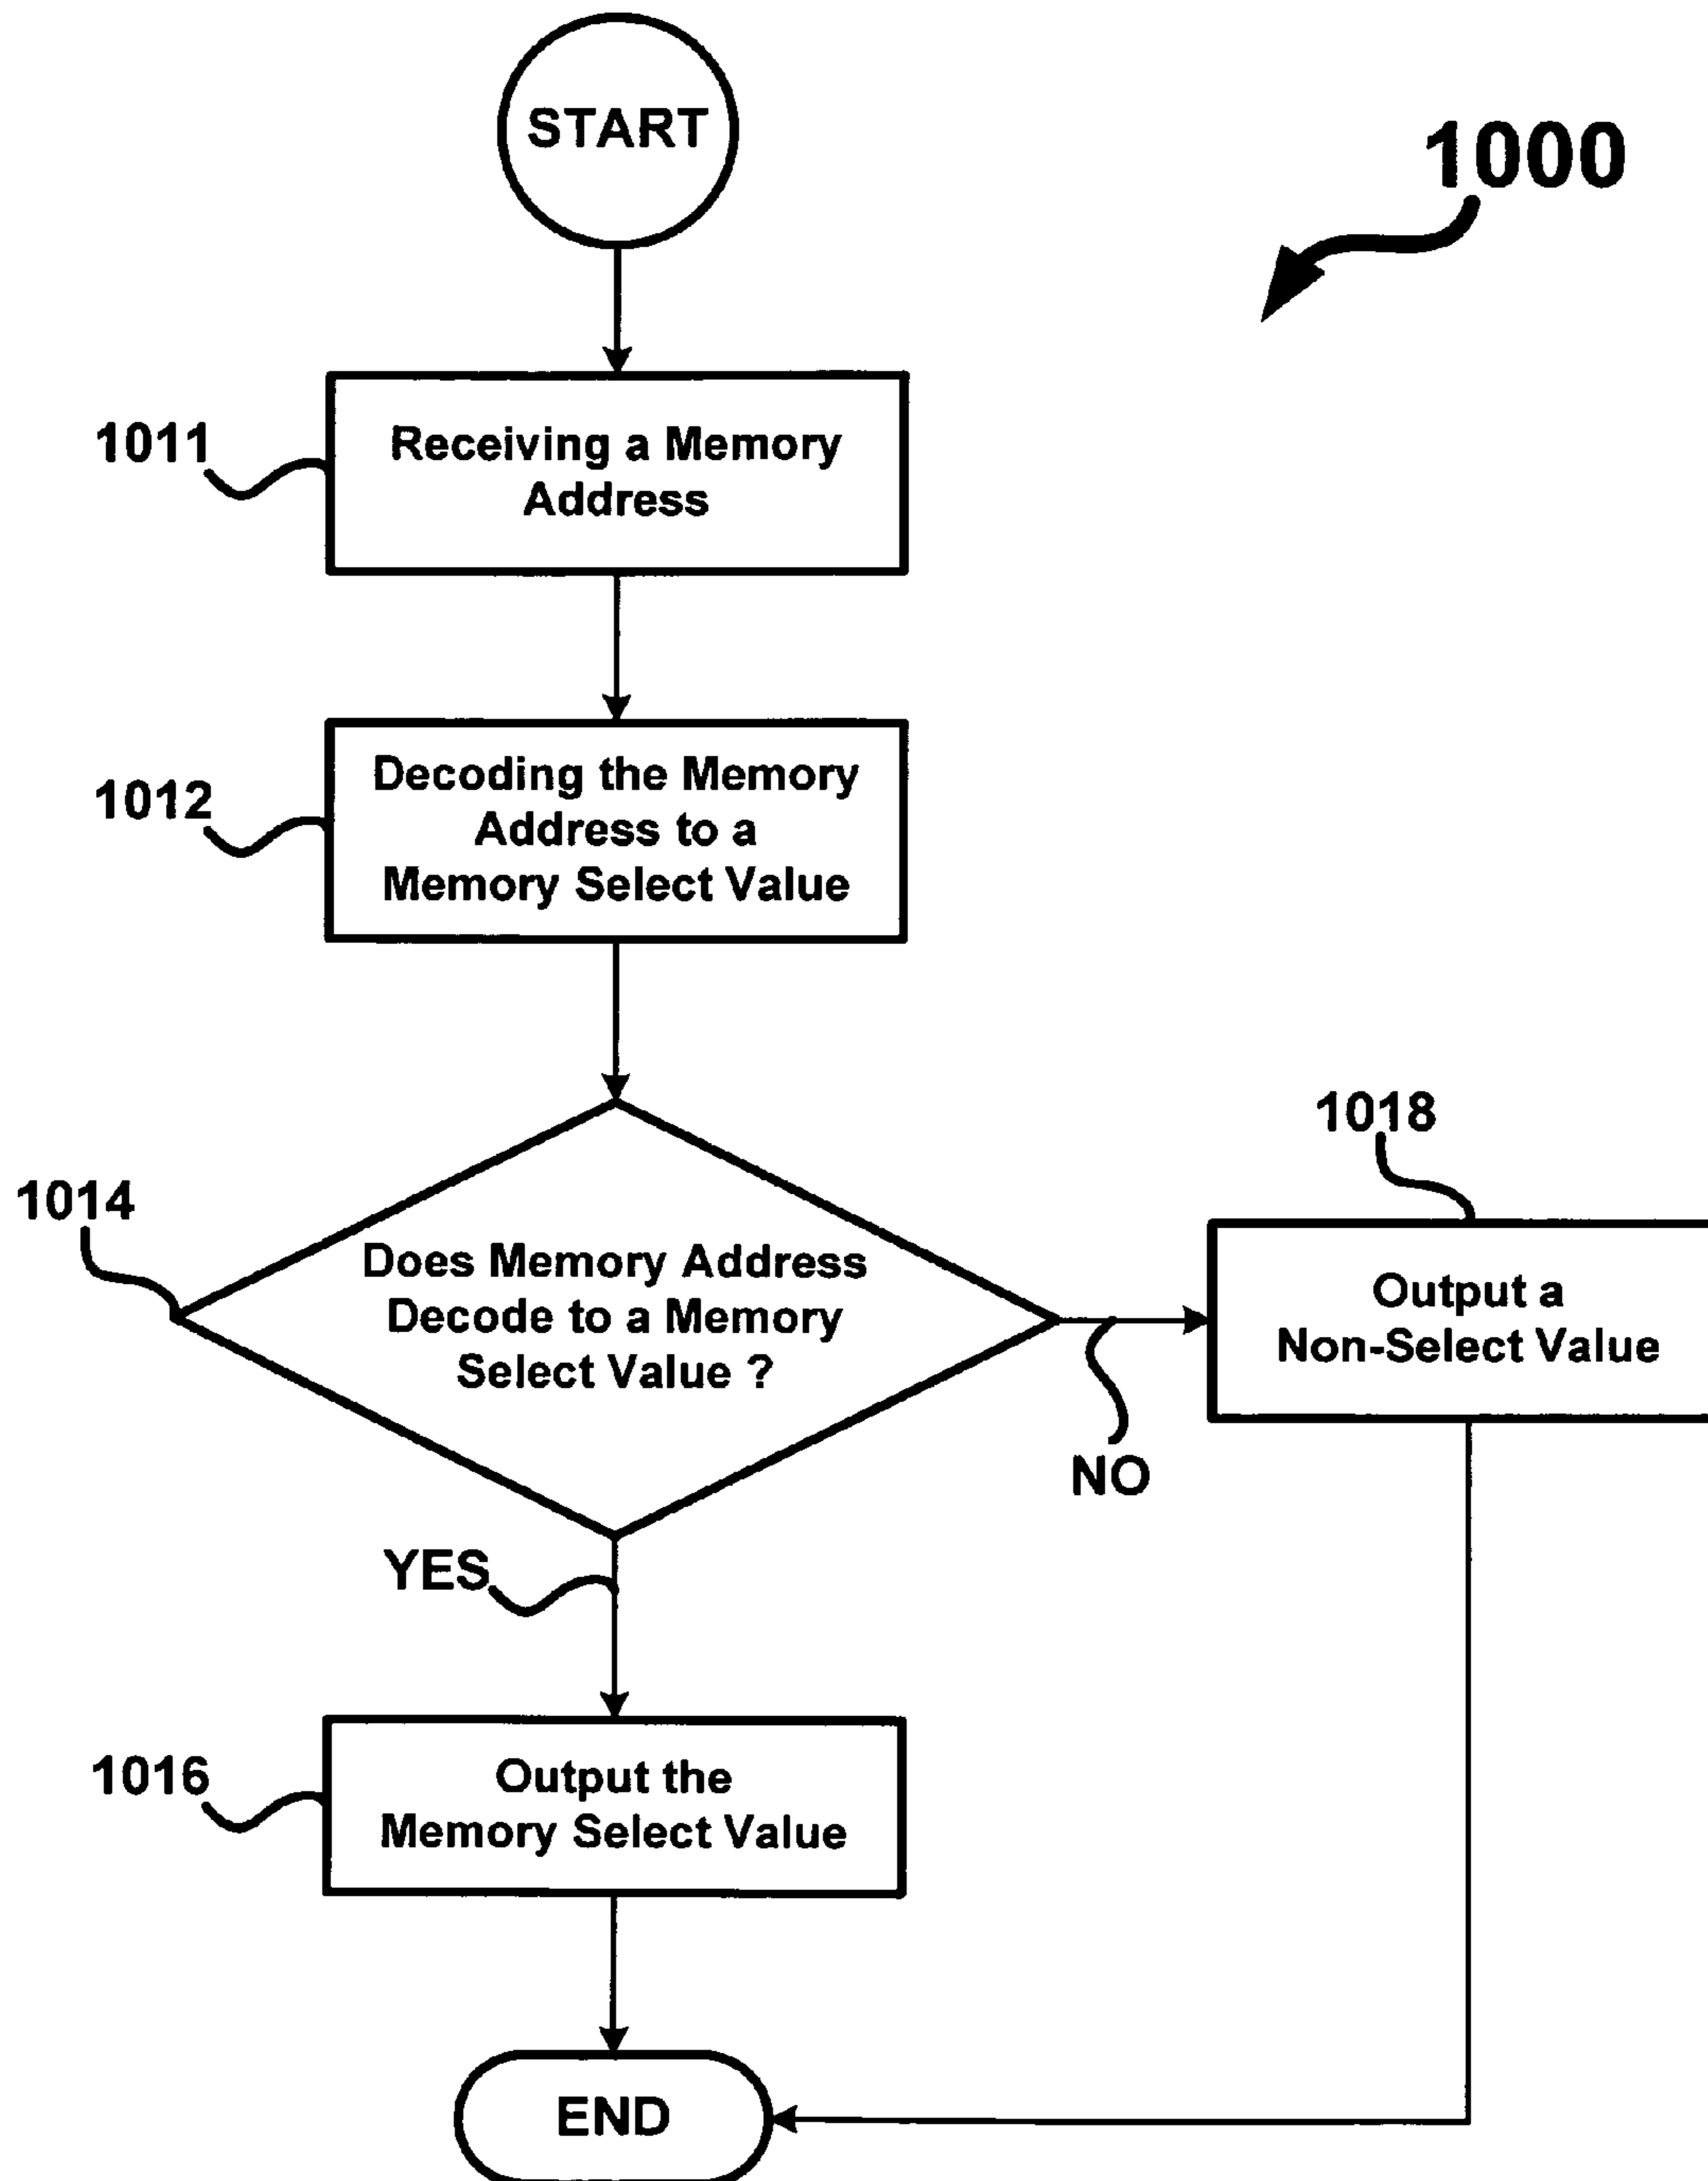 START
1000
1011
Receiving a Memory
Address
1012
Decoding the Memory
Address to a
Memory Select Value
1014
Does Memory Address
Decode to a Memory
Select Value ?
1018
Output a
Non-Select Value
NO
YES
1016
Output the
Memory Select Value
END